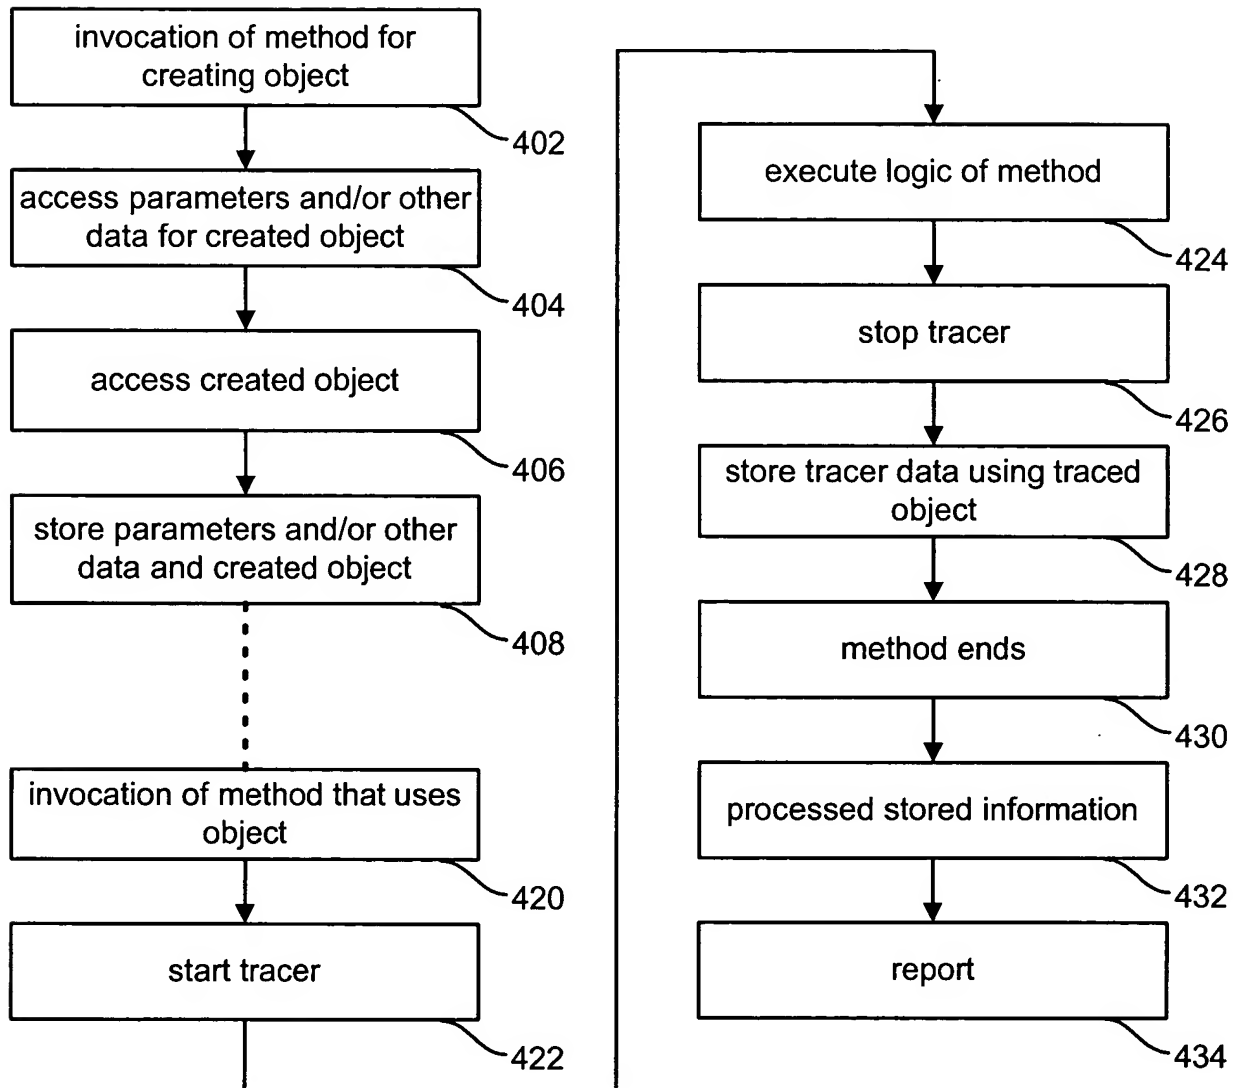 invocation of method for
creating object
402
access parameters and/or other
data for created object
404
access created object
406
store parameters and/or other
data and created object
408
invocation of method that uses
object
420
start tracer
422
execute logic of method
424
stop tracer
426
store tracer data using traced
object
428
method ends
430
processed stored information
432
report
434